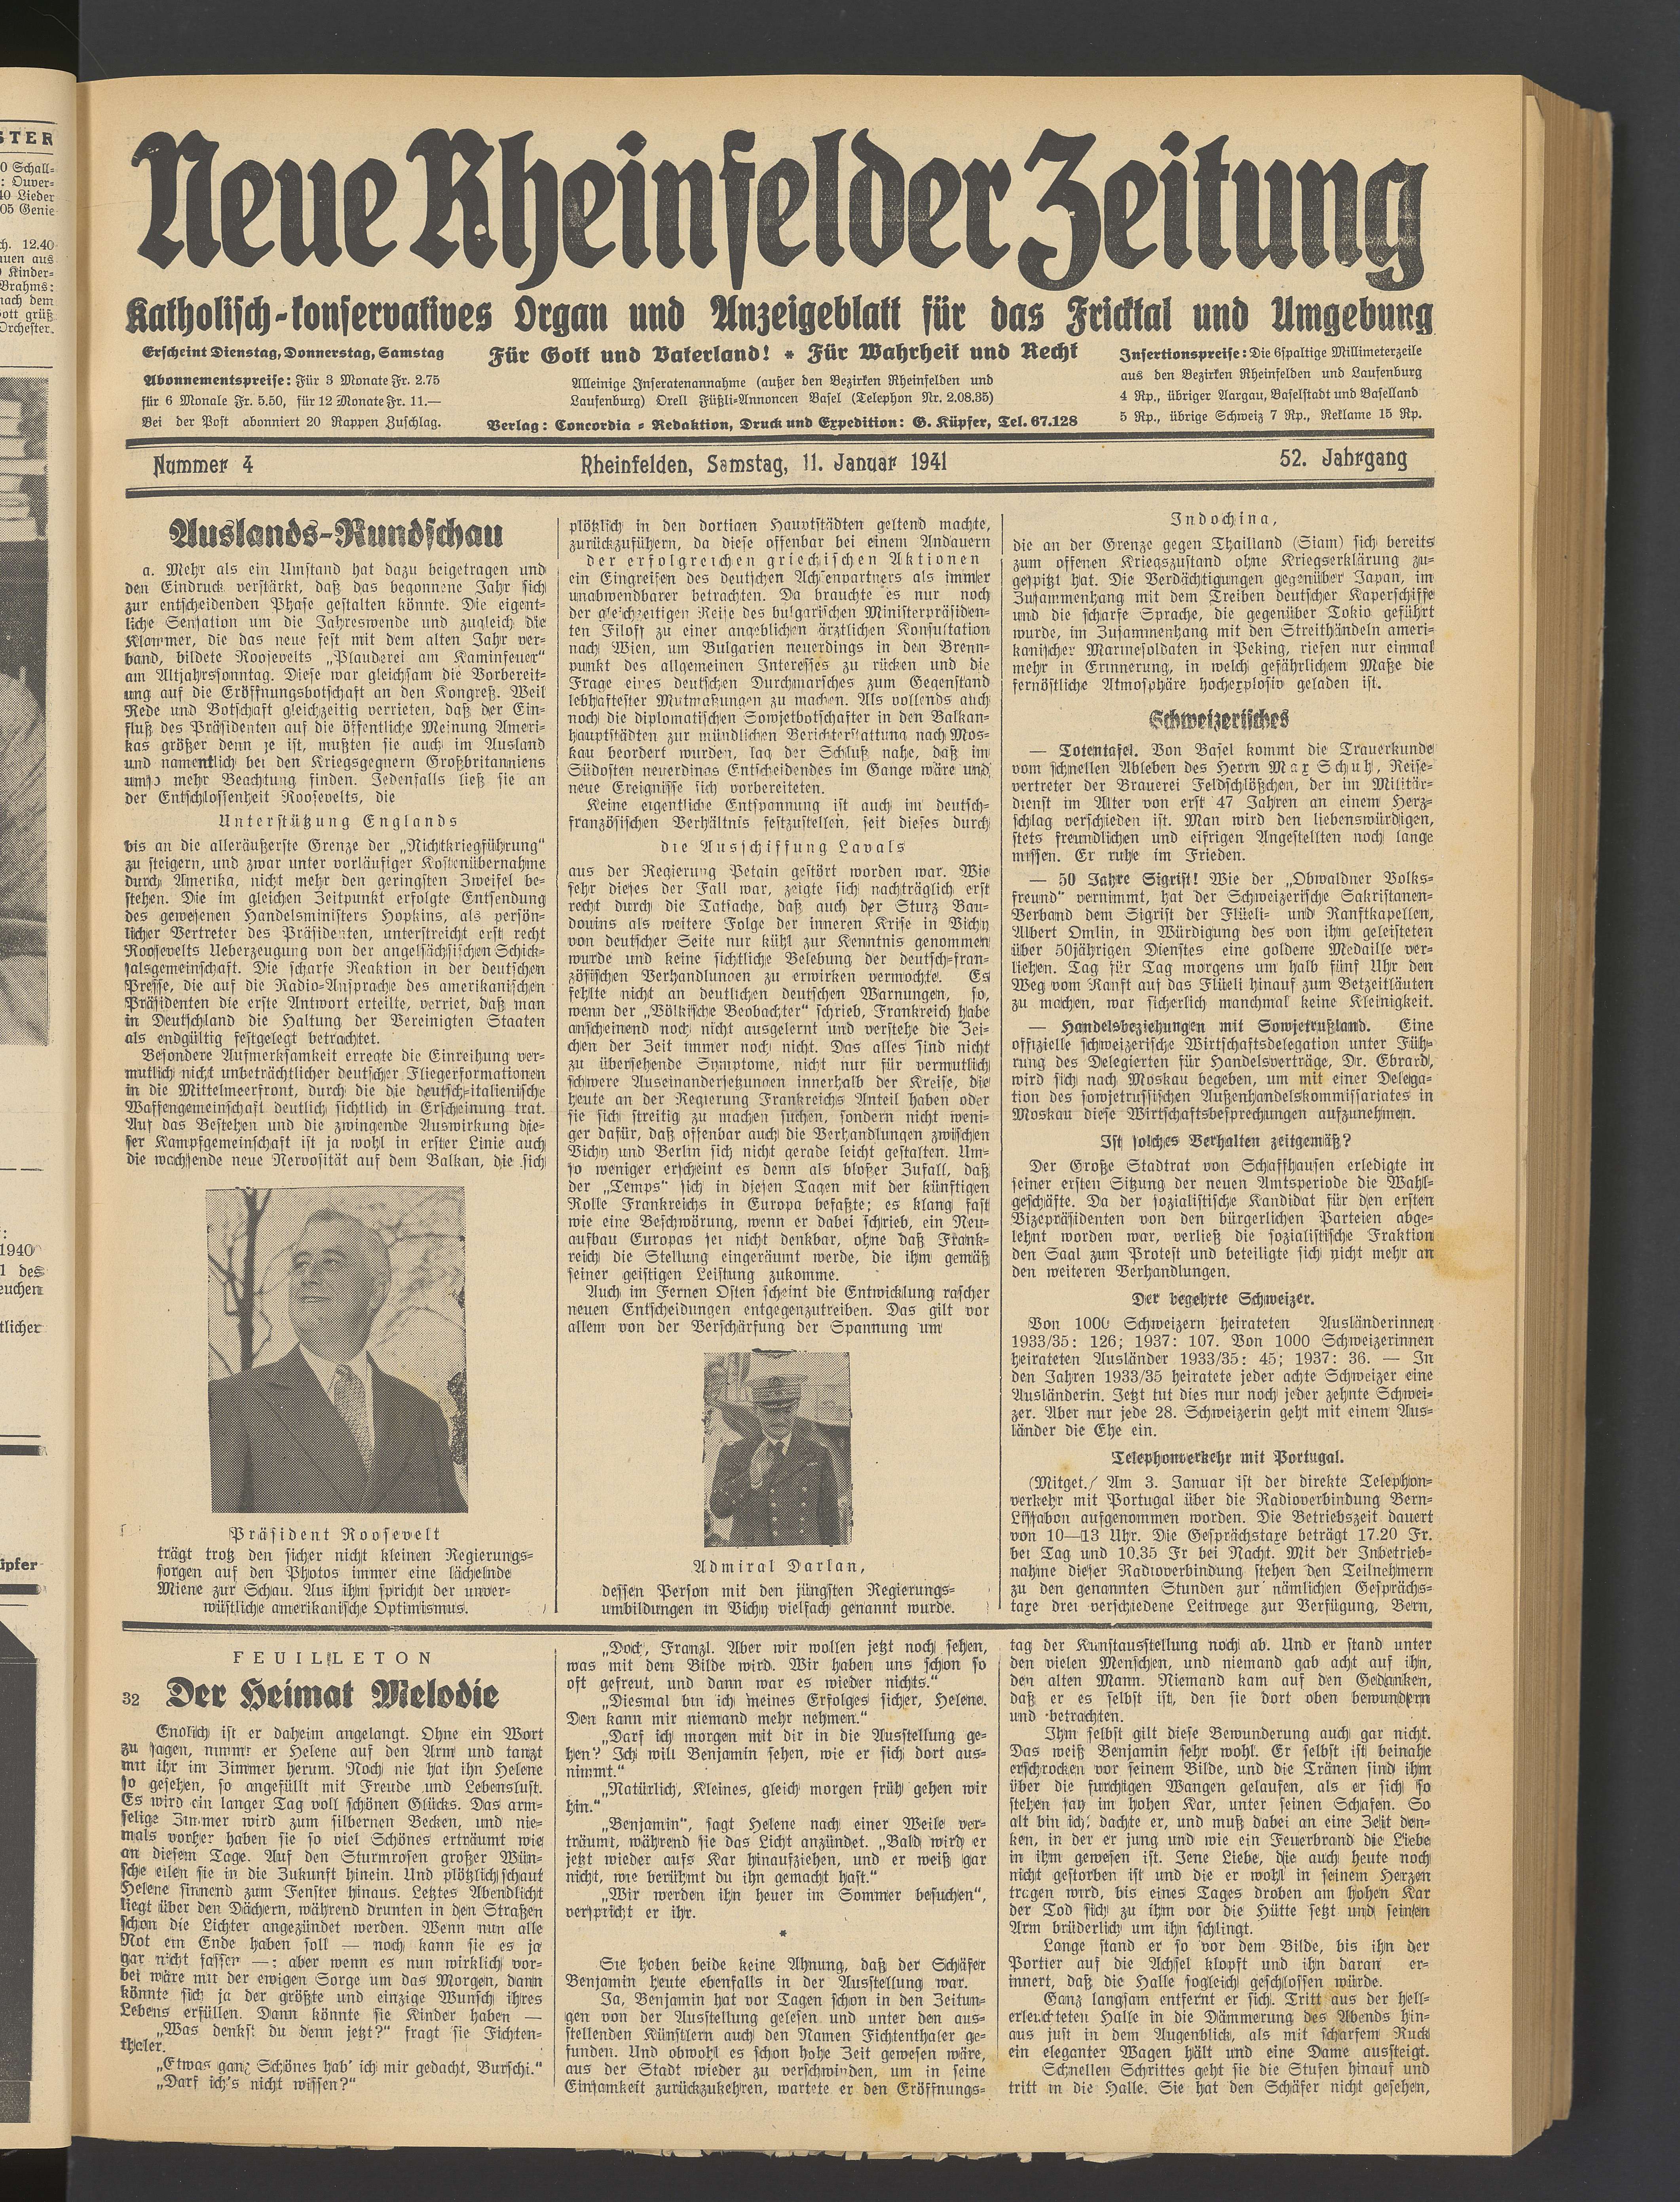 Neue Rheinfelder Zeitung
Katholisch-konservatives Organ und Anzeigeblatt für das Fricktal und Umgebung
Erscheint Dienstag, Donnerstag, Samstag
Abonnementspreise: Für 3 Monate Fr. 2.75
für 6 Monate Fr. 5.50, für 12 Monate Fr. 11.—
Bei der Post abonniert 20 Rappen Zuschlag.
Für Gott und Vaterland! * Für Wahrheit und Recht
Alleinige Inseratenannahme (außer den Bezirken Rheinfelden und
Laufenburg) Orell Füßli-Annoncen Basel (Telephon Nr. 2.08.35)
Verlag: Concordia - Redaktion, Druck und Expedition: G. Küpfer, Tel. 67.128
Insertionspreise: Die 6spaltige Millimeterzeile
aus den Bezirken Rheinfelden und Laufenburg
4 Rp., übriger Aargau, Baselstadt und Baselland
5 Rp., übrige Schweiz 7 Rp., Reklame 15 Rp.
Nummer 4
Rheinfelden, Samstag, 11. Januar 1941
52. Jahrgang
Auslands-Rundschau
a. Mehr als ein Umstand hat dazu beigetragen und
den Eindruck verstärkt, daß das begonnene Jahr sich
zur entscheidenden Phase gestalten könnte. Die eigent-
liche Sensation um die Jahreswende und zugleich die
Klammer, die das neue fest mit dem alten Jahr ver-
band, bildete Roosevelts „Plauderei am Kaminfeuer“
am Altjahrssonntag. Diese war gleichsam die Vorbereit-
ung auf die Eröffnungsbotschaft an den Kongreß. Weil
Rede und Botschaft gleichzeitig verrieten, daß der Ein-
fluß des Präsidenten auf die öffentliche Meinung Ameri-
kas größer denn je ist, mußten sie auch im Ausland
und namentlich bei den Kriegsgegnern Großbritanniens
umso mehr Beachtung finden. Jedenfalls ließ sie an
der Entschlossenheit Roosevelts, die
Unterstützung Englands
bis an die alleräußerste Grenze der „Nichtkriegführung“
zu steigern, und zwar unter vorläufiger Kostenübernahme
durch Amerika, nicht mehr den geringsten Zweifel be-
stehen. Die im gleichen Zeitpunkt erfolgte Entsendung
des gewesenen Handelsministers Hopkins, als persön-
licher Vertreter des Präsidenten, unterstreicht erst recht
Roosevelts Ueberzeugung von der angelsächsischen Schick-
salsgemeinschaft. Die scharfe Reaktion in der deutschen
Presse, die auf die Radio-Ansprache des amerikanischen
Präsidenten die erste Antwort erteilte, verriet, daß man
in Deutschland die Haltung der Vereinigten Staaten
als endgültig festgelegt betrachtet.
Besondere Aufmerksamkeit erregte die Einreihung ver-
mutlich nicht unbeträchtlicher deutscher Fliegerformationen
in die Mittelmeerfront, durch die die deutsch-italienische
Waffengemeinschaft deutlich sichtlich in Erscheinung trat.
Auf das Bestehen und die zwingende Auswirkung die-
ser Kampfgemeinschaft ist ja wohl in erster Linie auch
die wachsende neue Nervosität auf dem Balkan, die sich
Präsident Roosevelt
trägt trotz den sicher nicht kleinen Regierungs-
sorgen auf den Photos immer eine lächelnde
Miene zur Schau. Aus ihm spricht der unver-
wüstliche amerikanische Optimismus.
plötzlich in den dortigen Hauptstädten geltend machte,
zurückzuführen, da diese offenbar bei einem Andauern
der erfolgreichen griechischen Aktionen
ein Eingreifen des deutschen Achsenpartners als immer
unabwendbarer betrachten. Da brauchte es nur noch
der gleichzeitigen Reise des bulgarischen Ministerpräsiden-
ten Filoff zu einer angeblichen ärztlichen Konsultation
nach Wien, um Bulgarien neuerdings in den Brenn-
punkt des allgemeinen Interesses zu rücken und die
Frage eines deutschen Durchmarsches zum Gegenstand
lebhaftester Mutmaßungen zu machen. Als vollends auch
noch die diplomatischen Sowjetbotschafter in den Balkan-
hauptstädten zur mündlichen Berichterstattung nach Mos-
kau beordert wurden, lag der Schluß nahe, daß im
Südosten neuerdings Entscheidendes im Gange wäre und
neue Ereignisse sich vorbereiteten.
Keine eigentliche Entspannung ist auch im deutsch-
französischen Verhältnis festzustellen, seit dieses durch
die Ausschiffung Lavals
aus der Regierung Petain gestört worden war. Wie
sehr dieses der Fall war, zeigte sich nachträglich erst
recht durch die Tatsache, daß auch der Sturz Bau-
douins als weitere Folge der inneren Krise in Vichy
von deutscher Seite nur kühl zur Kenntnis genommen
wurde und keine sichtliche Belebung der deutsch-fran-
zösischen Verhandlungen zu erwirken vermochte. Es
fehlte nicht an deutlichen deutschen Warnungen, so,
wenn der „Völkische Beobachter“ schrieb, Frankreich habe
anscheinend noch nicht ausgelernt und verstehe die Zei-
chen der Zeit immer noch nicht. Das alles sind nicht
zu übersehende Symptome, nicht nur für vermutlich
schwere Auseinandersetzungen innerhalb der Kreise, die
heute an der Regierung Frankreichs Anteil haben oder
sie sich streitig zu machen suchen, sondern nicht weni-
ger dafür, daß offenbar auch die Verhandlungen zwischen
Vichy und Berlin sich nicht gerade leicht gestalten. Um-
so weniger erscheint es denn als bloßer Zufall, daß
der „Temps“ sich in diesen Tagen mit der künftigen
Rolle Frankreichs in Europa befaßte; es klang fast
wie eine Beschwörung, wenn er dabei schrieb, ein Neu-
aufbau Europas sei nicht denkbar, ohne daß Frank-
reich die Stellung eingeräumt werde, die ihm gemäß
seiner geistigen Leistung zukomme.
Auch im Fernen Osten scheint die Entwicklung rascher
neuen Entscheidungen entgegenzutreiben. Das gilt vor
allem von der Verschärfung der Spannung um
Admiral Darlan,
dessen Person mit den jüngsten Regierungs-
umbildungen in Vichy vielfach genannt wurde.
Indochina,
die an der Grenze gegen Thailland (Siam) sich bereits
zum offenen Kriegszustand ohne Kriegserklärung zu-
gespitzt hat. Die Verdächtigungen gegenüber Japan, im
Zusammenhang mit dem Treiben deutscher Kaperschiffe
und die scharfe Sprache, die gegenüber Tokio geführt
wurde, im Zusammenhang mit den Streithändeln ameri-
kanischer Marinesoldaten in Peking, riefen nur einmal
mehr in Erinnerung, in welch gefährlichem Maße die
fernöstliche Atmosphäre hochexplosiv geladen ist.
Schweizerisches
— Totentafel. Von Basel kommt die Trauerkunde
vom schnellen Ableben des Herrn Max Schuh, Reise-
vertreter der Brauerei Feldschlößchen, der im Militär-
dienst im Alter von erst 47 Jahren an einem Herz-
schlag verschieden ist. Man wird den liebenswürdigen,
stets freundlichen und eifrigen Angestellten noch lange
missen. Er ruhe im Frieden.
— 50 Jahre Sigrist! Wie der „Obwaldner Volks-
freund“ vernimmt, hat der Schweizerische Sakristanen-
Verband dem Sigrist der Flüeli- und Ranftkapellen,
Albert Omlin, in Würdigung des von ihm geleisteten
über 50jährigen Dienstes eine goldene Medaille ver-
liehen. Tag für Tag morgens um halb fünf Uhr den
Weg vom Ranft auf das Flüeli hinauf zum Betzeitläuten
zu machen, war sicherlich manchmal keine Kleinigkeit.
— Handelsbeziehungen mit Sowjetrußland. Eine
offizielle schweizerische Wirtschaftsdelegation unter Füh-
rung des Delegierten für Handelsverträge, Dr. Ebrard,
wird sich nach Moskau begeben, um mit einer Delega-
tion des sowjetrussischen Außenhandelskommissariates in
Moskau diese Wirtschaftsbesprechungen aufzunehmen.
Ist solches Verhalten zeitgemäß?
Der Große Stadtrat von Schaffhausen erledigte in
seiner ersten Sitzung der neuen Amtsperiode die Wahl-
geschäfte. Da der sozialistische Kandidat für den ersten
Vizepräsidenten von den bürgerlichen Parteien abge-
lehnt worden war, verließ die sozialistische Fraktion
den Saal zum Protest und beteiligte sich nicht mehr an
den weiteren Verhandlungen.
Der begehrte Schweizer.
Von 1000 Schweizern heirateten Ausländerinnen
1933/35: 126; 1937: 107. Von 1000 Schweizerinnen
heirateten Ausländer 1933/35: 45; 1937: 36. — In
den Jahren 1933/35 heiratete jeder achte Schweizer eine
Ausländerin. Jetzt tut dies nur noch jeder zehnte Schwei-
zer. Aber nur jede 28. Schweizerin geht mit einem Aus-
länder die Ehe ein.
Telephonverkehr mit Portugal.
(Mitget.) Am 3. Januar ist der direkte Telephon-
verkehr mit Portugal über die Radioverbindung Bern-
Lissabon aufgenommen worden. Die Betriebszeit dauert
von 10—13 Uhr. Die Gesprächstaxe beträgt 17.20 Fr.
bei Tag und 10.35 Fr bei Nacht. Mit der Inbetrieb-
nahme dieser Radioverbindung stehen den Teilnehmern
zu den genannten Stunden zur nämlichen Gesprächs-
taxe drei verschiedene Leitwege zur Verfügung, Bern,
FEUILLETON
32 Der Heimat Melodie
Endlich ist er daheim angelangt. Ohne ein Wort
zu sagen, nimmt er Helene auf den Arm und tanzt
mit ihr im Zimmer herum. Noch nie hat ihn Helene
so gesehen, so angefüllt mit Freude und Lebenslust.
Es wird ein langer Tag voll schönen Glücks. Das arm-
selige Zimmer wird zum silbernen Becken, und nie-
mals vorher haben sie so viel Schönes erträumt wie
an diesem Tage. Auf den Sturmrosen großer Wün-
sche eilen sie in die Zukunft hinein. Und plötzlich schaut
Helene sinnend zum Fenster hinaus. Letztes Abendlicht
liegt über den Dächern, während drunten in den Straßen
schon die Lichter angezündet werden. Wenn nun alle
Not ein Ende haben soll — noch kann sie es ja
gar nicht fassen —: aber wenn es nun wirklich vor-
bei wäre mit der ewigen Sorge um das Morgen, dann
könnte sich ja der größte und einzige Wunsch ihres
Lebens erfüllen. Dann könnte sie Kinder haben —
„Was denkst du denn jetzt?“ fragt sie Fichten-
thaler.
„Etwas ganz Schönes hab' ich mir gedacht, Burschi.“
„Darf ich's nicht wissen?“
„Doch, Franzl. Aber wir wollen jetzt noch sehen,
was mit dem Bilde wird. Wir haben uns schon so
oft gefreut, und dann war es wieder nichts.“
„Diesmal bin ich meines Erfolges sicher, Helene.
Den kann mir niemand mehr nehmen.“
„Darf ich morgen mit dir in die Ausstellung ge-
hen? Ich will Benjamin sehen, wie er sich dort aus-
nimmt.“
„Natürlich, Kleines, gleich morgen früh gehen wir
hin.“
„Benjamin“, sagt Helene nach einer Weile ver-
träumt, während sie das Licht anzündet. „Bald wird er
jetzt wieder aufs Kar hinaufziehen, und er weiß gar
nicht, wie berühmt du ihn gemacht hast.“
„Wir werden ihn heuer im Sommer besuchen“,
verspricht er ihr.
*
Sie haben beide keine Ahnung, daß der Schäfer
Benjamin heute ebenfalls in der Ausstellung war.
Ja, Benjamin hat vor Tagen schon in den Zeitun-
gen von der Ausstellung gelesen und unter den aus-
stellenden Künstlern auch den Namen Fichtenthaler ge-
funden. Und obwohl es schon hohe Zeit gewesen wäre,
aus der Stadt wieder zu verschwinden, um in seine
Einsamkeit zurückzukehren, wartete er den Eröffnungs-
tag der Kunstausstellung noch ab. Und er stand unter
den vielen Menschen, und niemand gab acht auf ihn,
den alten Mann. Niemand kam auf den Gedanken,
daß er es selbst ist, den sie dort oben bewundern
und betrachten.
Ihm selbst gilt diese Bewunderung auch gar nicht.
Das weiß Benjamin sehr wohl. Er selbst ist beinahe
erschrocken vor seinem Bilde, und die Tränen sind ihm
über die furchigen Wangen gelaufen, als er sich so
stehen sah im hohen Kar, unter seinen Schafen. So
alt bin ich, dachte er, und muß dabei an eine Zeit den-
ken, in der er jung und wie ein Feuerbrand die Liebe
in ihm gewesen ist. Jene Liebe, die auch heute noch
nicht gestorben ist und die er wohl in seinem Herzen
tragen wird, bis eines Tages droben am hohen Kar
der Tod sich zu ihm vor die Hütte setzt und seinen
Arm brüderlich um ihn schlingt.
Lange stand er so vor dem Bilde, bis ihn der
Portier auf die Achsel klopft und ihn daran er-
innert, daß die Halle sogleich geschlossen würde.
Ganz langsam entfernt er sich. Tritt aus der hell-
erleuchteten Halle in die Dämmerung des Abends hin-
aus just in dem Augenblick, als mit scharfem Ruck
ein eleganter Wagen hält und eine Dame aussteigt.
Schnellen Schrittes geht sie die Stufen hinauf und
tritt in die Halle. Sie hat den Schäfer nicht gesehen,